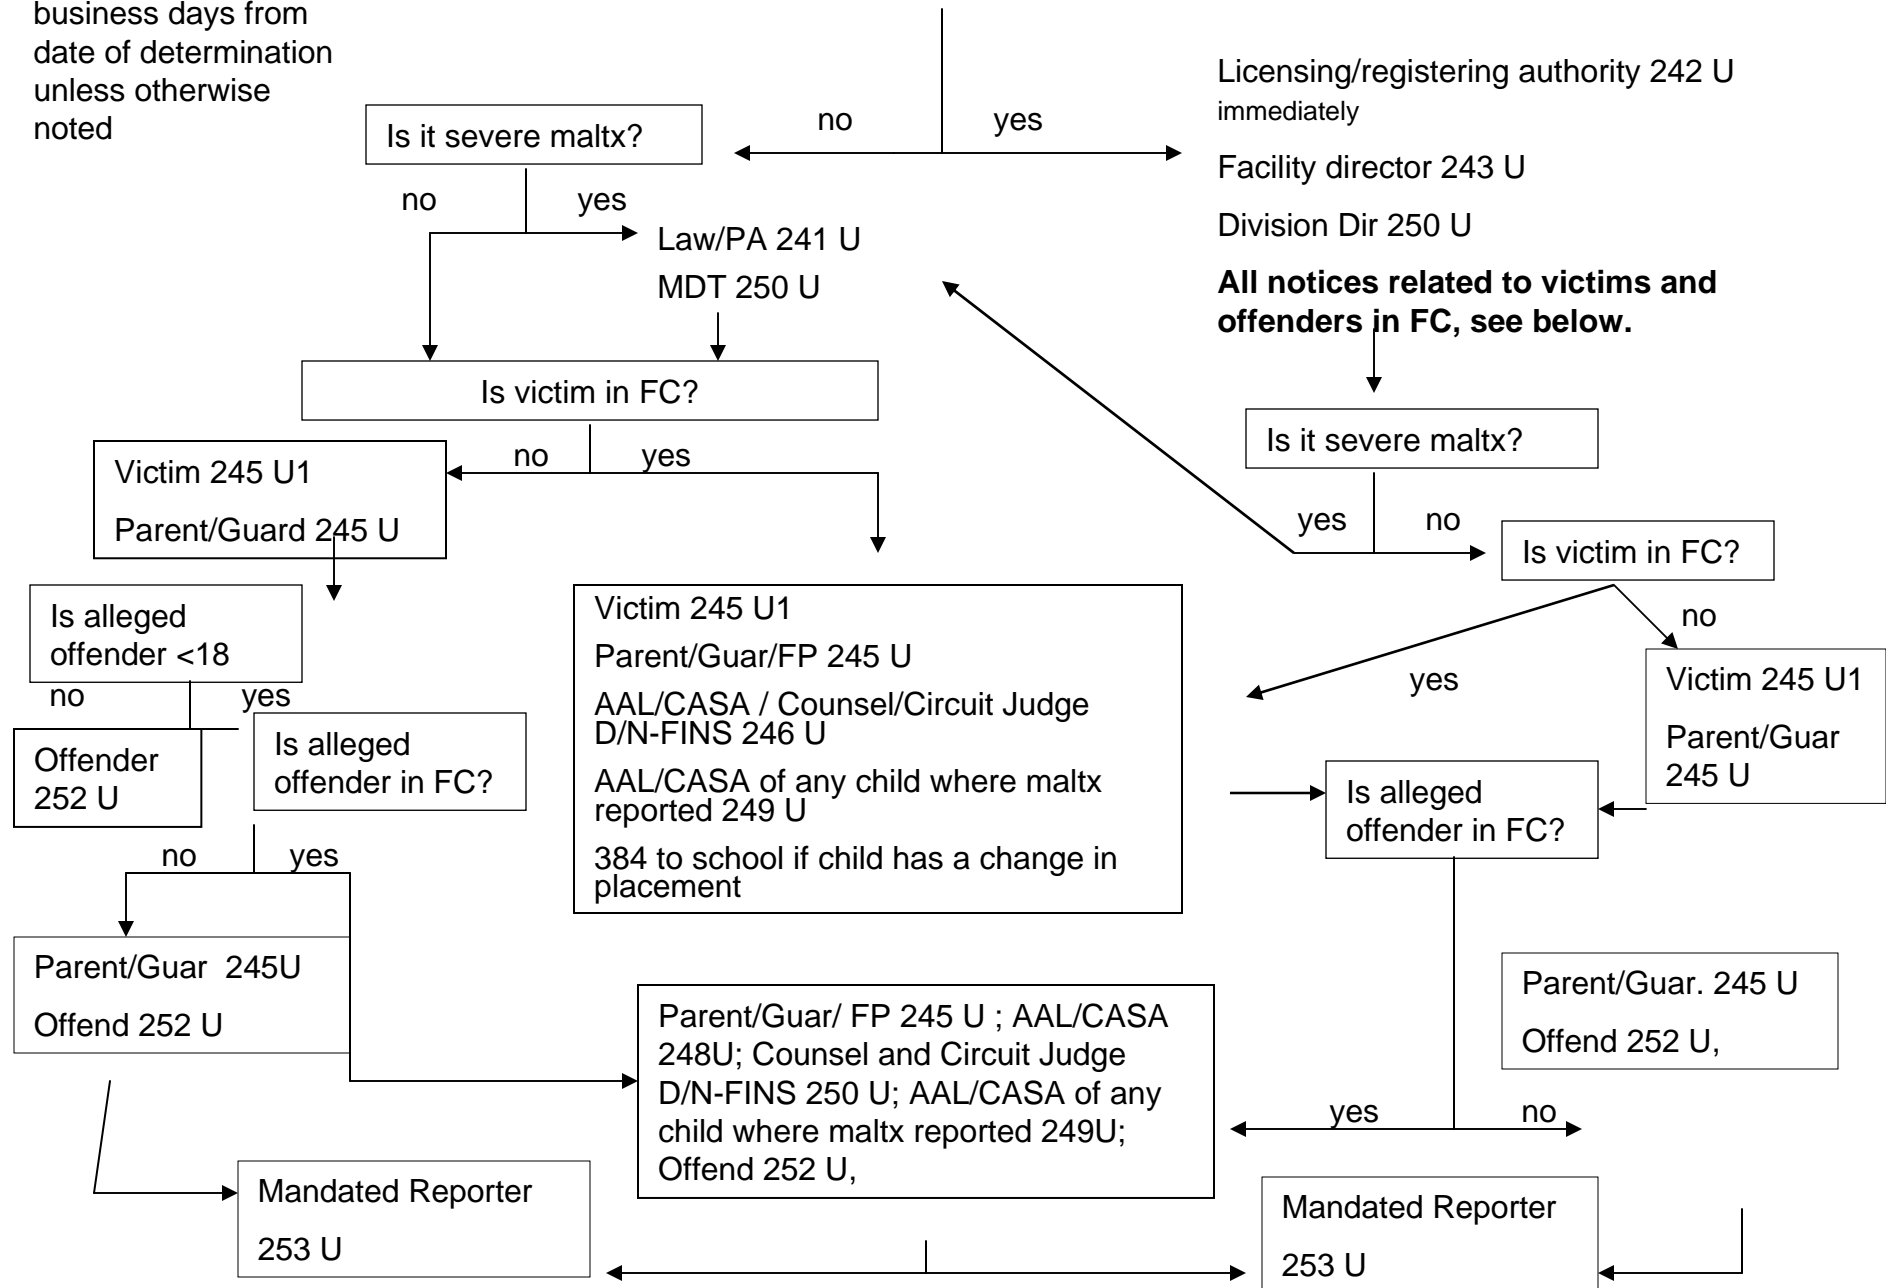 business days from
date of determination
unless otherwise
noted
Is it severe maltx?
no
yes
Licensing/registering authority 242 U
immediately
Facility director 243 U
Division Dir 250 U
All notices related to victims and
offenders in FC, see below.
no
yes
Law/PA 241 U
MDT 250 U
Is victim in FC?
no
yes
Is it severe maltx?
yes
no
Is victim in FC?
Victim 245 U1
Parent/Guard 245 U
Is alleged
offender <18
no
yes
Offender
252 U
Is alleged
offender in FC?
no
yes
Victim 245 U1
Parent/Guar/FP 245 U
AAL/CASA / Counsel/Circuit Judge
D/N-FINS 246 U
AAL/CASA of any child where maltx
reported 249 U
384 to school if child has a change in
placement
yes
no
Victim 245 U1
Parent/Guar
245 U
Is alleged
offender in FC?
Parent/Guar 245U
Offend 252 U
Parent/Guar/ FP 245 U ; AAL/CASA
248U; Counsel and Circuit Judge
D/N-FINS 250 U; AAL/CASA of any
child where maltx reported 249U;
Offend 252 U,
Parent/Guar. 245 U
Offend 252 U,
yes
no
Mandated Reporter
253 U
Mandated Reporter
253 U